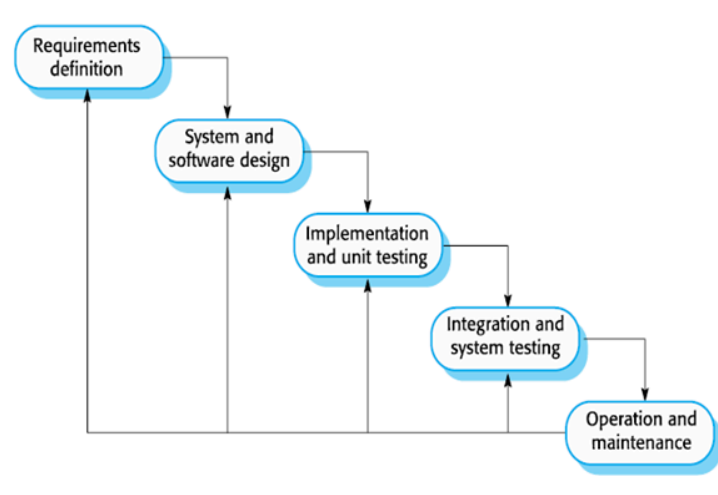 Requirements
definition
System and
software design
Implementation
and unit testing
Integration and
system testing
Operation and
maintenance